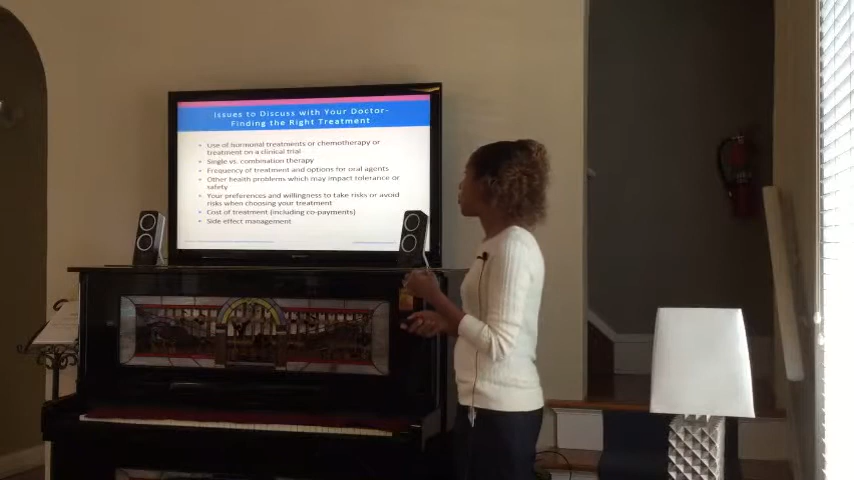 Issues to Discuss with Your Doctor-
Finding the Right Treatment
• Use of hormonal treatments or chemotherapy or
treatment on a clinical trial
• Single vs. combination therapy
• Frequency of treatment and options for oral agents
• Other health problems which may impact tolerance or
safety
• Your preferences and willingness to take risks or avoid
risks when choosing your treatment
• Cost of treatment (including co-payments)
• Side effect management